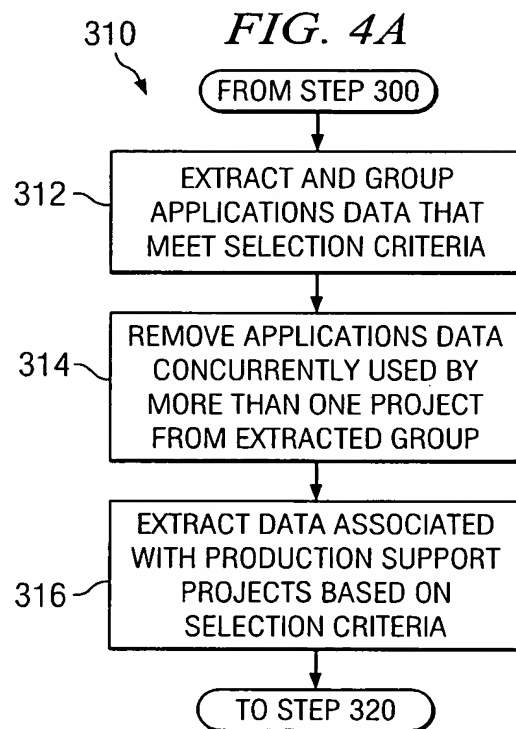 310
FIG. 4A
FROM STEP 300
312
EXTRACT AND GROUP
APPLICATIONS DATA THAT
MEET SELECTION CRITERIA
314
REMOVE APPLICATIONS DATA
CONCURRENTLY USED BY
MORE THAN ONE PROJECT
FROM EXTRACTED GROUP
316
EXTRACT DATA ASSOCIATED
WITH PRODUCTION SUPPORT
PROJECTS BASED ON
SELECTION CRITERIA
TO STEP 320